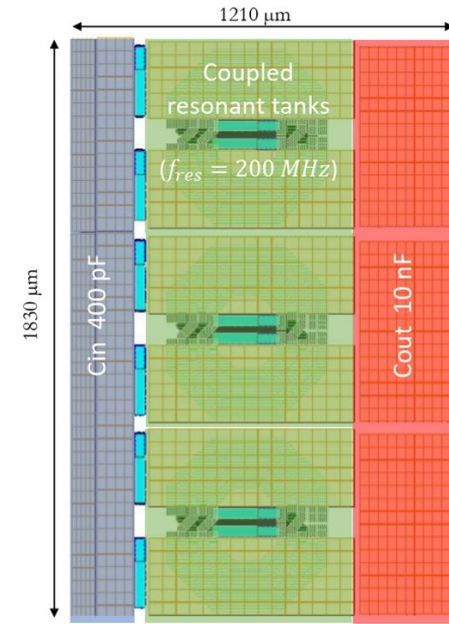 1210 μm
Coupled
resonant tanks
(f_res = 200 MHz)
1830 μm
Cin 400 pF
Cout 10 nF